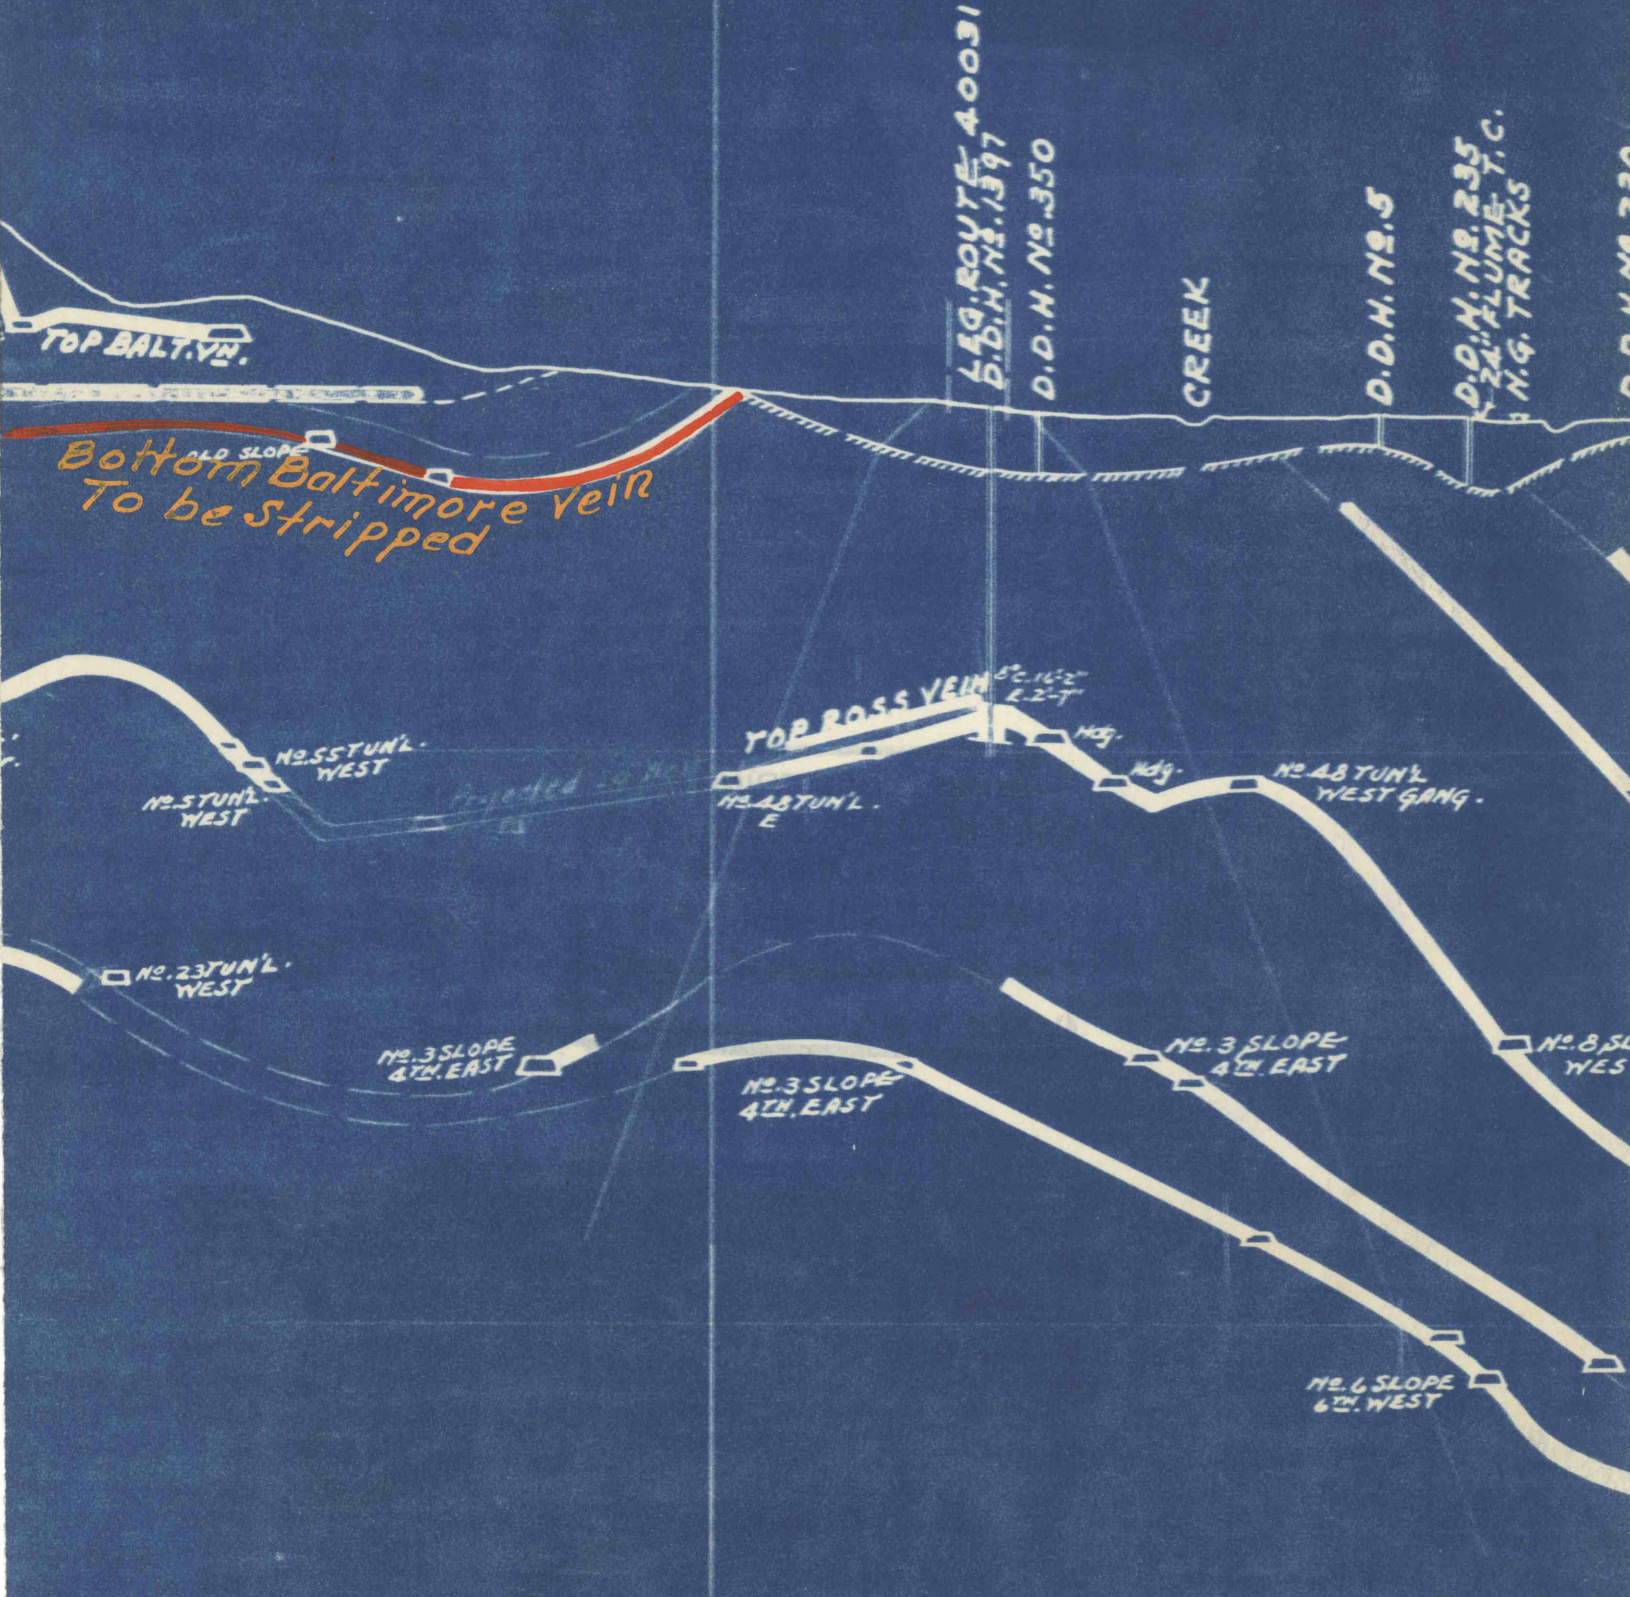 LEG. ROUTE 40031
D.D.H. Nº. 1397
D.D.H. Nº. 350
CREEK
D.D.H. Nº. 5
D.D.H. Nº. 235
24" FLUME T.C.
N.G. TRACKS
TOP BALT. VN.
OLD SLOPE
Bottom Baltimore Vein
To be Stripped
TOP ROSS VEIN
Nº. 55 TUN'L.
WEST
Nº. 5 TUN'L.
WEST
Projected
Nº. 48 TUN'L.
E
Hdg.
Hdg.
Nº. 48 TUN'L
WEST GANG.
Nº. 23 TUN'L.
WEST
Nº. 3 SLOPE
4TH. EAST
Nº. 3 SLOPE
4TH. EAST
Nº. 3 SLOPE
4TH. EAST
Nº. 8 SL
WES
Nº. 6 SLOPE
6TH. WEST